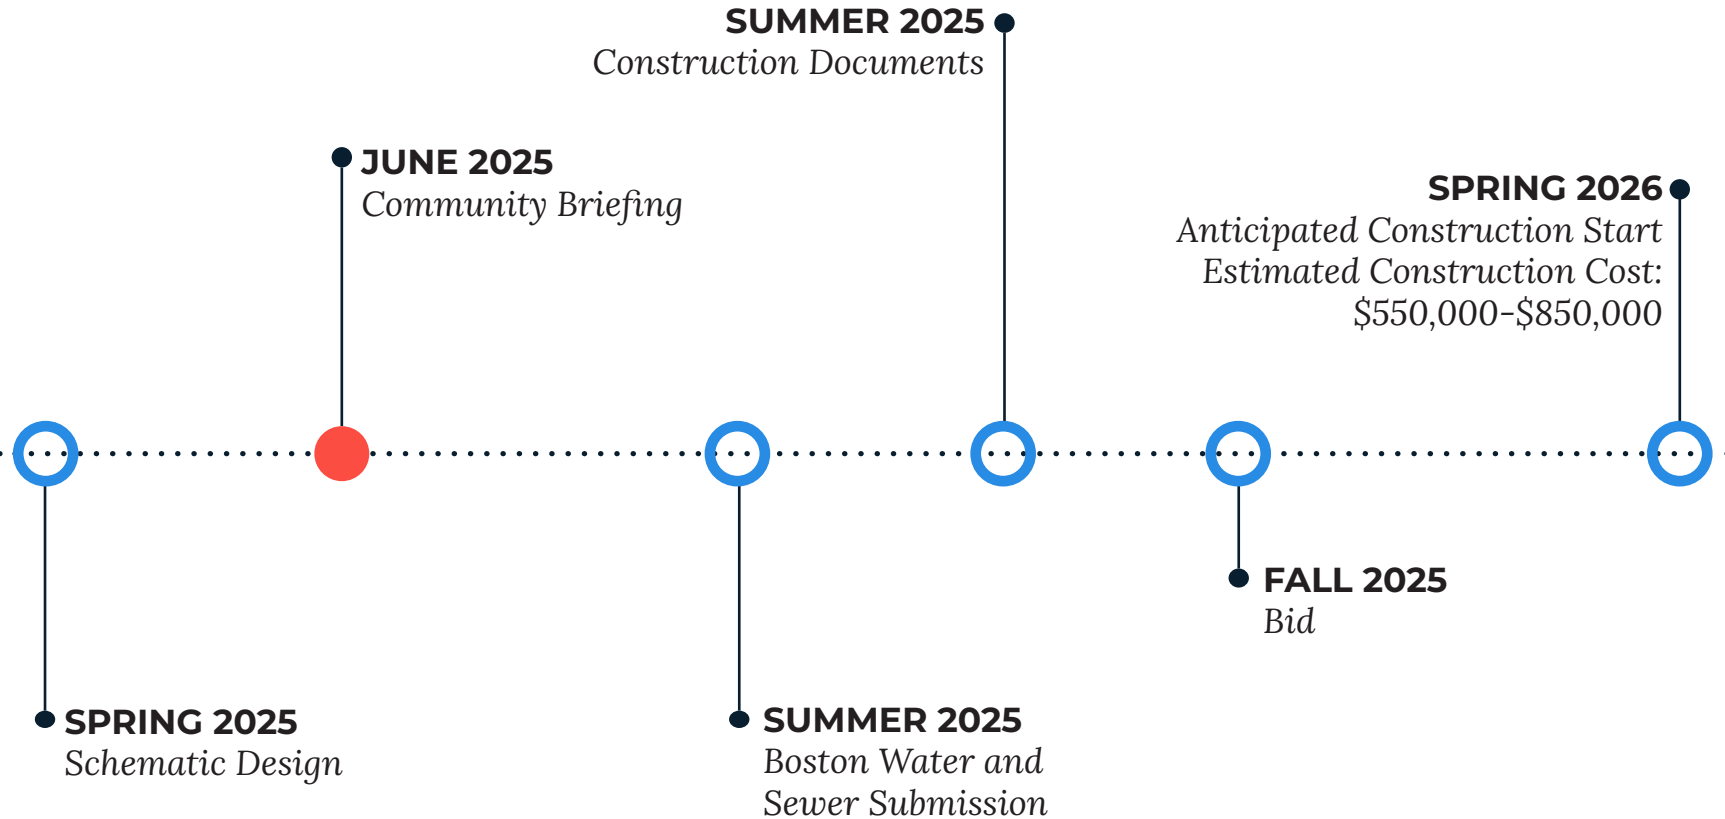 SUMMER 2025
Construction Documents
JUNE 2025
Community Briefing
SPRING 2026
Anticipated Construction Start
Estimated Construction Cost:
$550,000-$850,000
FALL 2025
Bid
SPRING 2025
Schematic Design
SUMMER 2025
Boston Water and
Sewer Submission